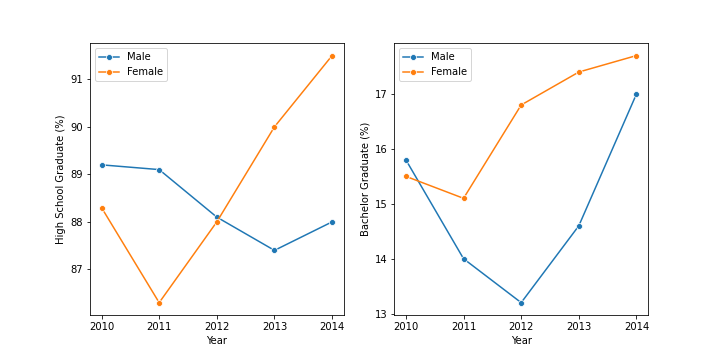 Male
Female
High School Graduate (%)
91
90
89
88
87
2010
2011
2012
2013
2014
Year
Male
Female
Bachelor Graduate (%)
17
16
15
14
13
2010
2011
2012
2013
2014
Year